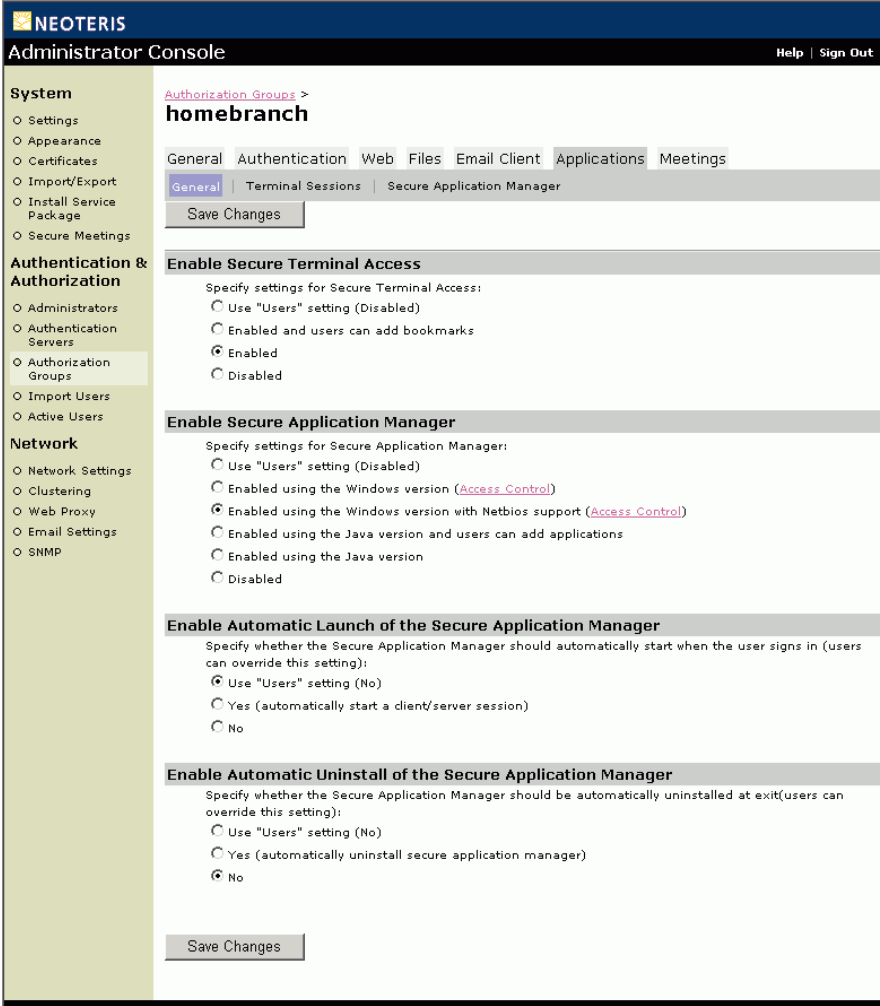 NEOTERIS
Administrator Console
Help | Sign Out
System
Settings
Appearance
Certificates
Import/Export
Install Service
Package
Secure Meetings
Authentication &
Authorization
Administrators
Authentication
Servers
Authorization
Groups
Import Users
Active Users
Network
Network Settings
Clustering
Web Proxy
Email Settings
SNMP
Authorization Groups >
homebranch
General Authentication Web Files Email Client Applications Meetings
General | Terminal Sessions | Secure Application Manager
Save Changes
Enable Secure Terminal Access
Specify settings for Secure Terminal Access:
Use "Users" setting (Disabled)
Enabled and users can add bookmarks
Enabled
Disabled
Enable Secure Application Manager
Specify settings for Secure Application Manager:
Use "Users" setting (Disabled)
Enabled using the Windows version (Access Control)
Enabled using the Windows version with Netbios support (Access Control)
Enabled using the Java version and users can add applications
Enabled using the Java version
Disabled
Enable Automatic Launch of the Secure Application Manager
Specify whether the Secure Application Manager should automatically start when the user signs in (users
can override this setting):
Use "Users" setting (No)
Yes (automatically start a client/server session)
No
Enable Automatic Uninstall of the Secure Application Manager
Specify whether the Secure Application Manager should be automatically uninstalled at exit(users can
override this setting):
Use "Users" setting (No)
Yes (automatically uninstall secure application manager)
No
Save Changes